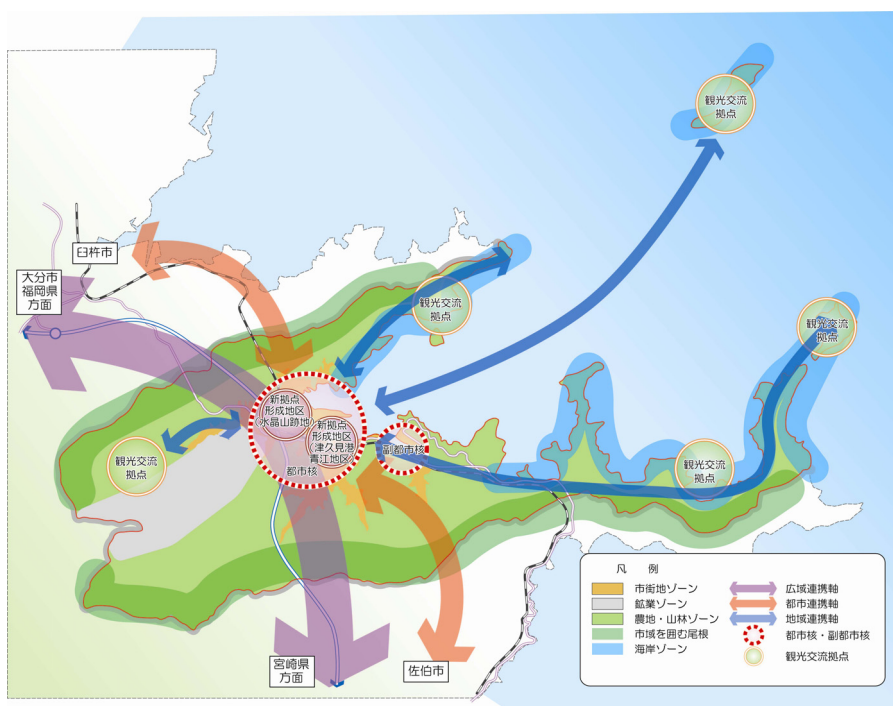 観光交流
拠点
臼杵市
大分市
福岡県
方面
観光交流
拠点
観光交流
拠点
新拠点
形成地区
(水晶山跡地)
新拠点
形成地区
(津久見港
青江地区)
都市核
副都市核
観光交流
拠点
観光交流
拠点
宮崎県
方面
佐伯市
凡 例
市街地ゾーン
鉱業ゾーン
農地・山林ゾーン
市域を囲む尾根
海岸ゾーン
広域連携軸
都市連携軸
地域連携軸
都市核・副都市核
観光交流拠点